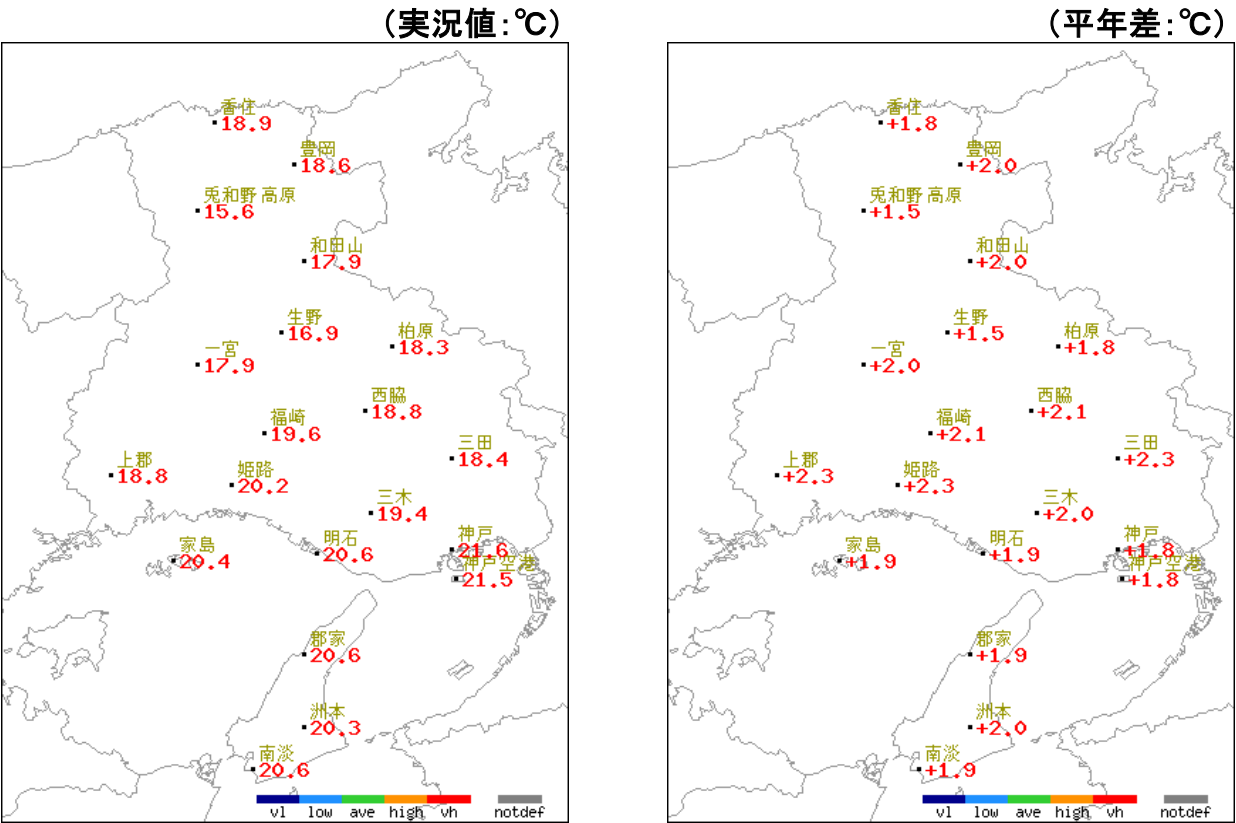 (実況値:℃)
香住
18.9
豊岡
18.6
兎和野高原
15.6
和田山
17.9
生野
16.9
柏原
18.3
一宮
17.9
西脇
18.8
福崎
19.6
三田
18.4
上郡
18.8
姫路
20.2
三木
19.4
家島
20.4
明石
20.6
神戸
21.6
神戸空港
21.5
郡家
20.6
洲本
20.3
南淡
20.6
vl low ave high vh notdef
(平年差:℃)
香住
+1.8
豊岡
+2.0
兎和野高原
+1.5
和田山
+2.0
生野
+1.5
柏原
+1.8
一宮
+2.0
西脇
+2.1
福崎
+2.1
三田
+2.3
上郡
+2.3
姫路
+2.3
三木
+2.0
家島
+1.9
明石
+1.9
神戸
+1.8
神戸空港
+1.8
郡家
+1.9
洲本
+2.0
南淡
+1.9
vl low ave high vh notdef